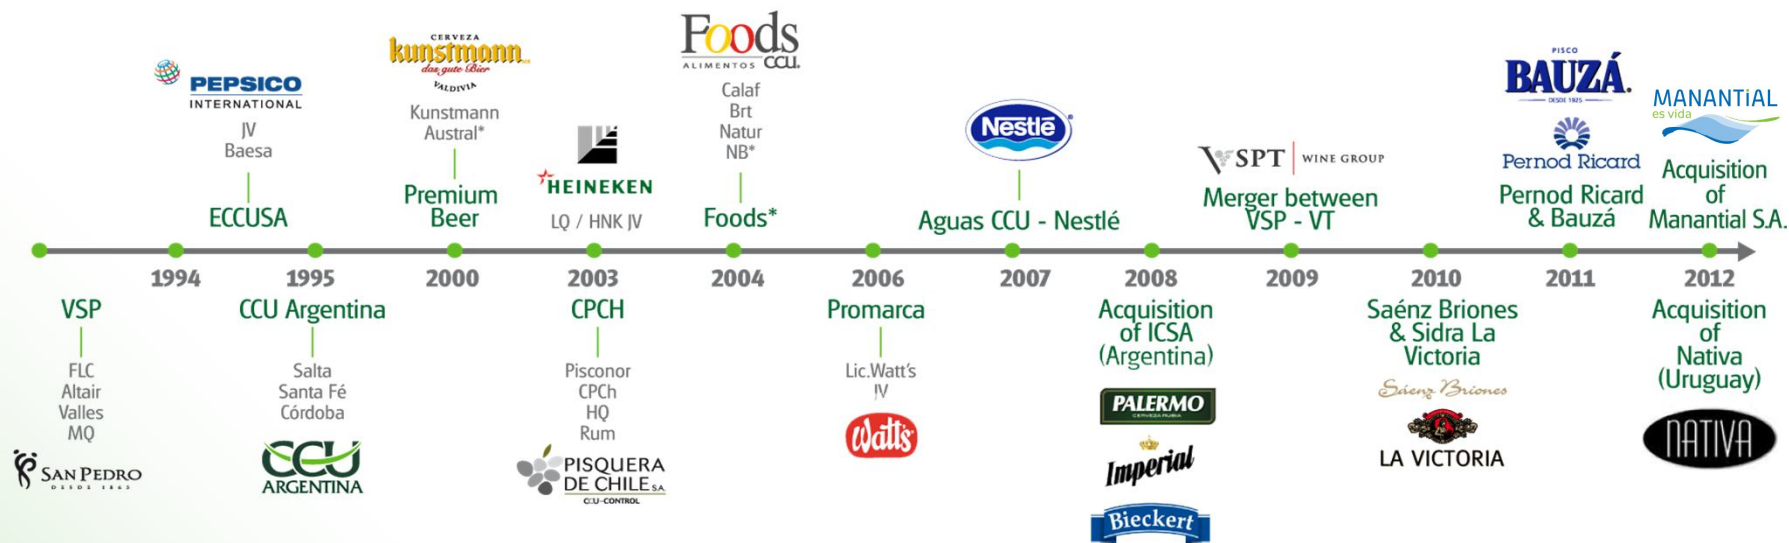 PEPSICO
INTERNATIONAL
JV
Baesa
ECCUSA
CERVEZA
kunstmann
das gute Bier
VALDIVIA
Kunstmann
Austral*
Premium
Beer
HEINEKEN
LQ / HNK JV
Foods
ALIMENTOS CCU.
Calaf
Brt
Natur
NB*
Foods*
Nestlé
Aguas CCU - Nestlé
VSPT WINE GROUP
Merger between
VSP - VT
PISCO
BAUZÁ.
DESDE 1925
Pernod Ricard
Pernod Ricard
& Bauzá
MANANTiAL
es vida
Acquisition
of
Manantial S.A.
1994 1995 2000 2003 2004 2006 2007 2008 2009 2010 2011 2012
VSP
FLC
Altair
Valles
MQ
SAN PEDRO
DESDE 1865
CCU Argentina
Salta
Santa Fé
Córdoba
CCU
ARGENTINA
CPCH
Pisconor
CPCh
HQ
Rum
PISQUERA
DE CHILE S.A.
CCU-CONTROL
Promarca
Lic.Watt's
JV
Watt's
Acquisition
of ICSA
(Argentina)
PALERMO
CERVEZA RUBIA
Imperial
Bieckert
Saénz Briones
& Sidra La
Victoria
Sáenz Briones
LA VICTORIA
Acquisition
of
Nativa
(Uruguay)
NATIVA